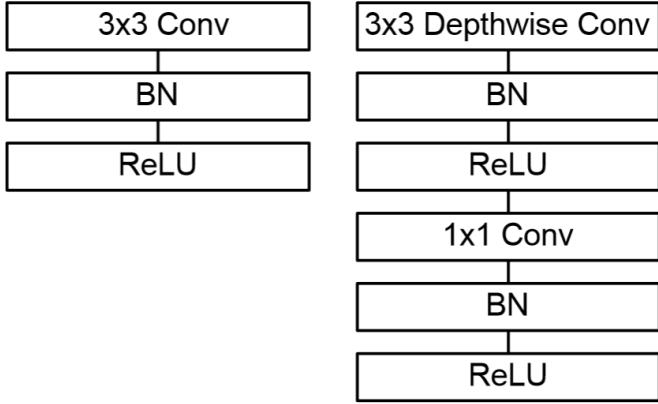 3x3 Conv
BN
ReLU
3x3 Depthwise Conv
BN
ReLU
1x1 Conv
BN
ReLU